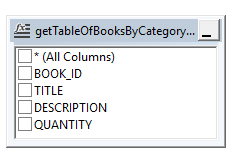 getTableOfBooksByCategory...
* (All Columns)
BOOK_ID
TITLE
DESCRIPTION
QUANTITY